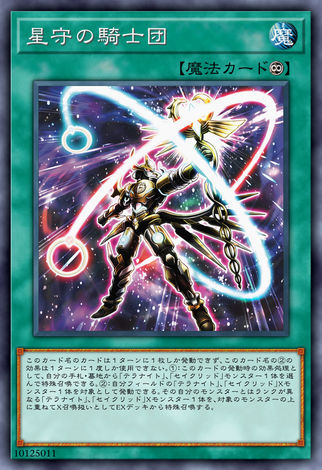 星守の騎士団
魔
【魔法カード】
このカード名のカードは１ターンに１枚しか発動できず、このカード名の②の
効果は１ターンに１度しか使用できない。①：このカードの発動時の効果処理と
して、自分の手札・墓地から「テラナイト」、「セイクリッド」モンスター１体を選
んで特殊召喚できる。②：自分フィールドの「テラナイト」、「セイクリッド」Xモ
ンスター１体を対象として発動できる。その自分のモンスターとはランクが異
なる「テラナイト」、「セイクリッド」Xモンスター１体を、対象のモンスターの上
に重ねてX召喚扱いとしてEXデッキから特殊召喚する。
10125011